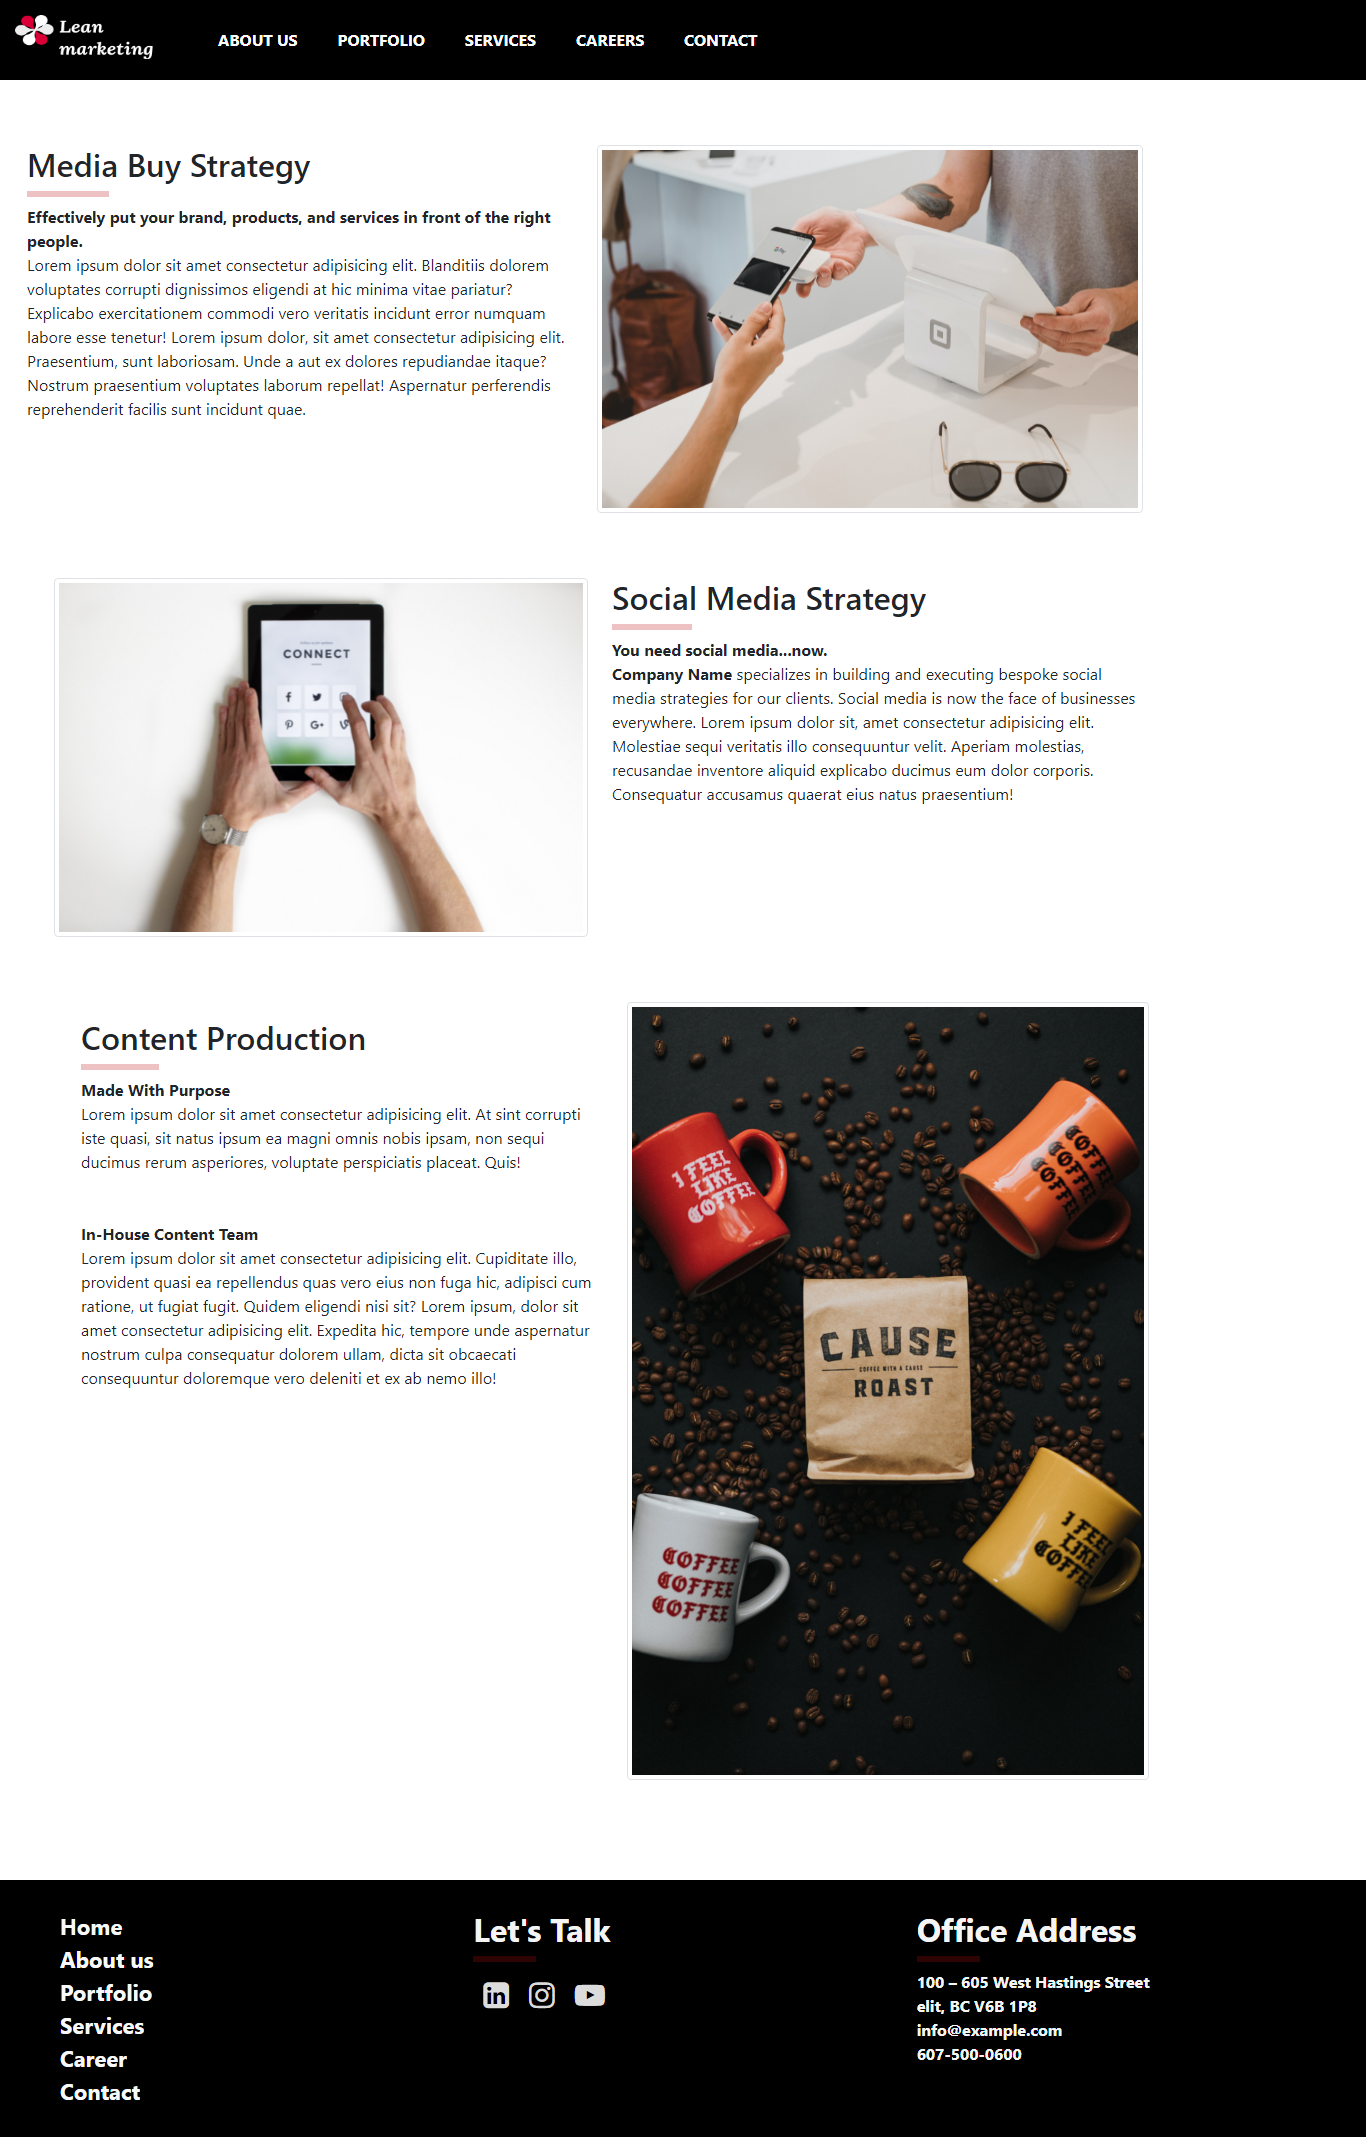 Lean
marketing
ABOUT US
PORTFOLIO
SERVICES
CAREERS
CONTACT
Media Buy Strategy
Effectively put your brand, products, and services in front of the right
people.
Lorem ipsum dolor sit amet consectetur adipisicing elit. Blanditiis dolorem
voluptates corrupti dignissimos eligendi at hic minima vitae pariatur?
Explicabo exercitationem commodi vero veritatis incidunt error numquam
labore esse tenetur! Lorem ipsum dolor, sit amet consectetur adipisicing elit.
Praesentium, sunt laboriosam. Unde a aut ex dolores repudiandae itaque?
Nostrum praesentium voluptates laborum repellat! Aspernatur perferendis
reprehenderit facilis sunt incidunt quae.
CONNECT
Social Media Strategy
You need social media...now.
Company Name specializes in building and executing bespoke social
media strategies for our clients. Social media is now the face of businesses
everywhere. Lorem ipsum dolor sit, amet consectetur adipisicing elit.
Molestiae sequi veritatis illo consequuntur velit. Aperiam molestias,
recusandae inventore aliquid explicabo ducimus eum dolor corporis.
Consequatur accusamus quaerat eius natus praesentium!
Content Production
Made With Purpose
Lorem ipsum dolor sit amet consectetur adipisicing elit. At sint corrupti
iste quasi, sit natus ipsum ea magni omnis nobis ipsam, non sequi
ducimus rerum asperiores, voluptate perspiciatis placeat. Quis!
In-House Content Team
Lorem ipsum dolor sit amet consectetur adipisicing elit. Cupiditate illo,
provident quasi ea repellendus quas vero eius non fuga hic, adipisci cum
ratione, ut fugiat fugit. Quidem eligendi nisi sit? Lorem ipsum, dolor sit
amet consectetur adipisicing elit. Expedita hic, tempore unde aspernatur
nostrum culpa consequatur dolorem ullam, dicta sit obcaecati
consequuntur doloremque vero deleniti et ex ab nemo illo!
I FEEL
LIKE
COFFEE
COFFEE
COFFEE
COFFEE
CAUSE
COFFEE WITH A CAUSE
ROAST
COFFEE
COFFEE
COFFEE
I FEEL
LIKE
COFFEE
Home
About us
Portfolio
Services
Career
Contact
Let's Talk
in
Office Address
100 – 605 West Hastings Street
elit, BC V6B 1P8
info@example.com
607-500-0600